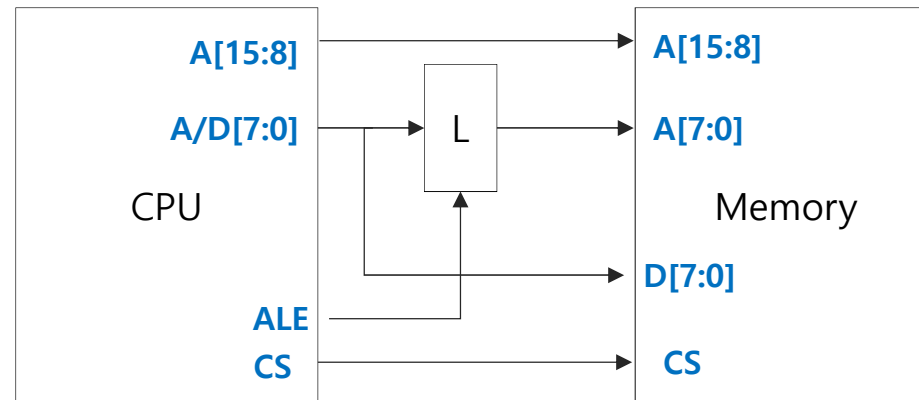 A[15:8]
A[15:8]
A/D[7:0]
L
A[7:0]
CPU
Memory
D[7:0]
ALE
CS
CS